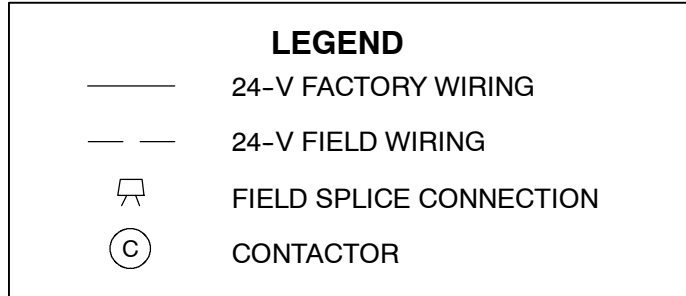 LEGEND
24-V FACTORY WIRING
24-V FIELD WIRING
FIELD SPLICE CONNECTION
C CONTACTOR